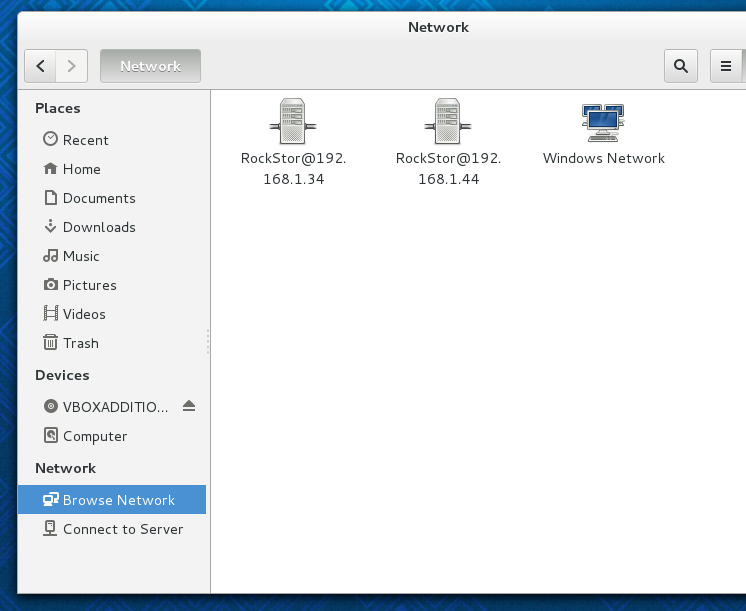 Network
Network
Places
Recent
Home
Documents
Downloads
Music
Pictures
Videos
Trash
Devices
VBOXADDITIO...
Computer
Network
Browse Network
Connect to Server
RockStor@192.
168.1.34
RockStor@192.
168.1.44
Windows Network